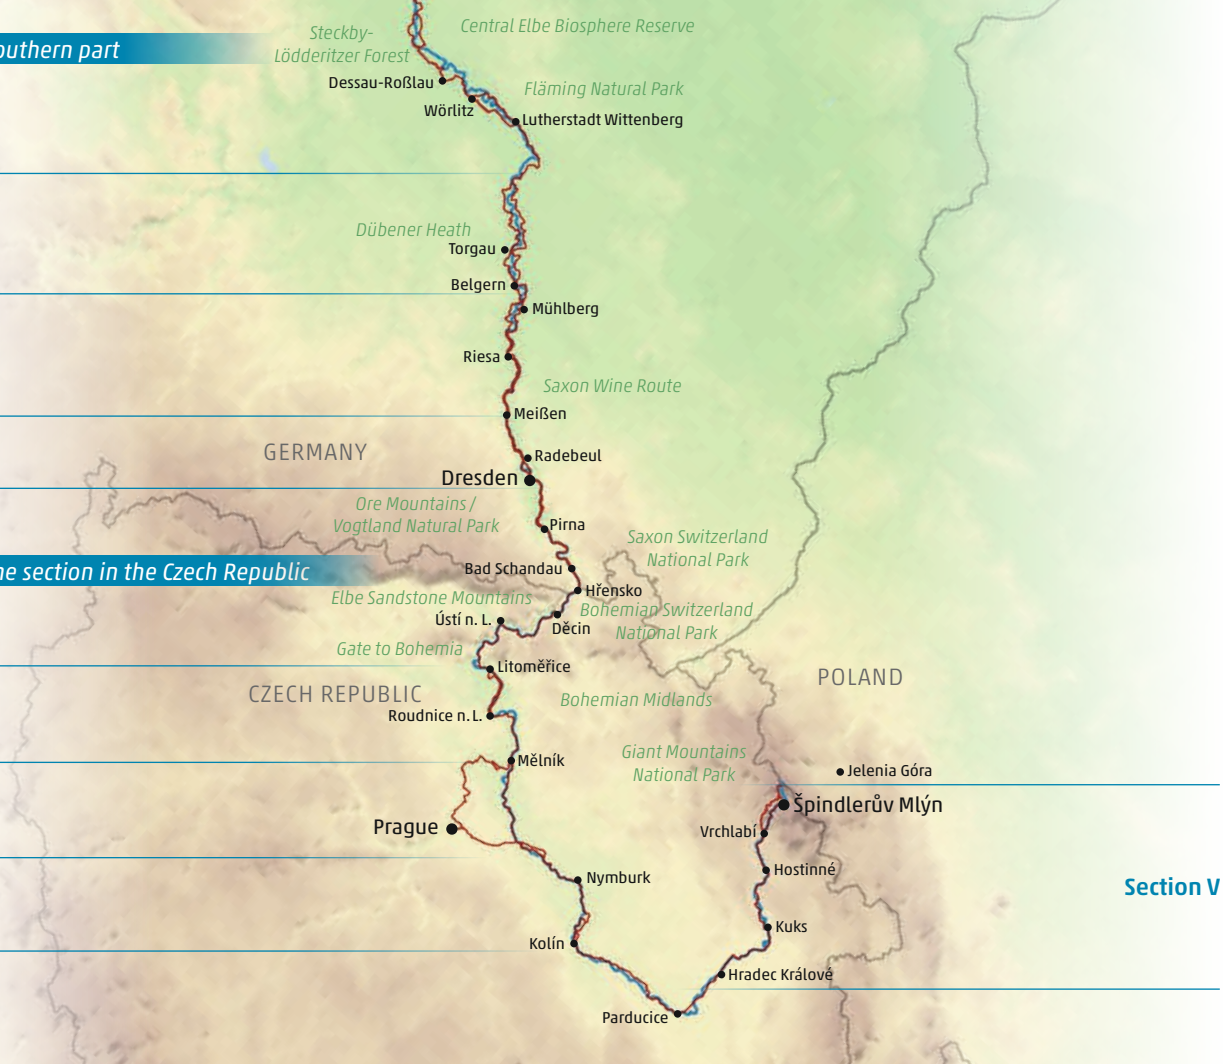 Steckby-
Lödderitzer Forest
Central Elbe Biosphere Reserve
outhern part
Dessau-Roßlau
Fläming Natural Park
Wörlitz
Lutherstadt Wittenberg
Dübener Heath
Torgau
Belgern
Mühlberg
Riesa
Saxon Wine Route
Meißen
GERMANY
Radebeul
Dresden
Ore Mountains /
Vogtland Natural Park
Pirna
Saxon Switzerland
National Park
Bad Schandau
ne section in the Czech Republic
Hřensko
Elbe Sandstone Mountains
Bohemian Switzerland
National Park
Ústí n. L.
Děcin
Gate to Bohemia
Litoměřice
POLAND
CZECH REPUBLIC
Bohemian Midlands
Roudnice n. L.
Giant Mountains
National Park
Mělník
Jelenia Góra
Špindlerův Mlýn
Prague
Vrchlabí
Hostinné
Nymburk
Section V
Kuks
Kolín
Hradec Králové
Parducice